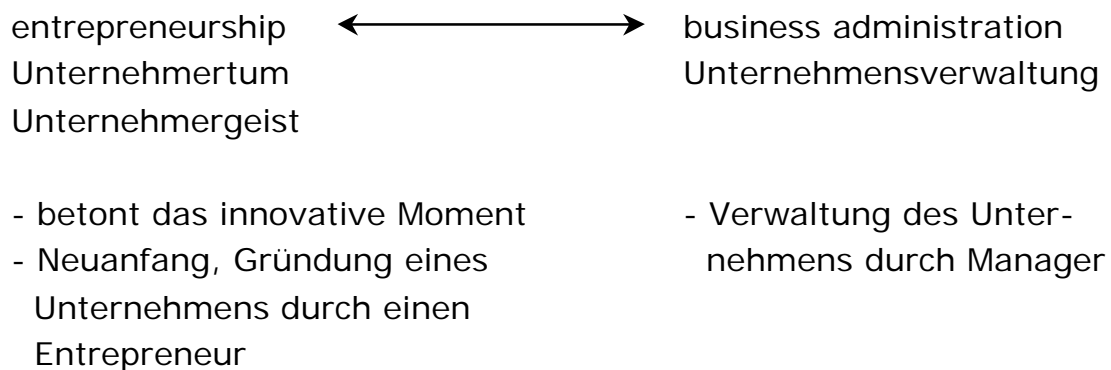 entrepreneurship
Unternehmertum
Unternehmergeist
- betont das innovative Moment
- Neuanfang, Gründung eines
Unternehmens durch einen
Entrepreneur
business administration
Unternehmensverwaltung
- Verwaltung des Unter-
nehmens durch Manager